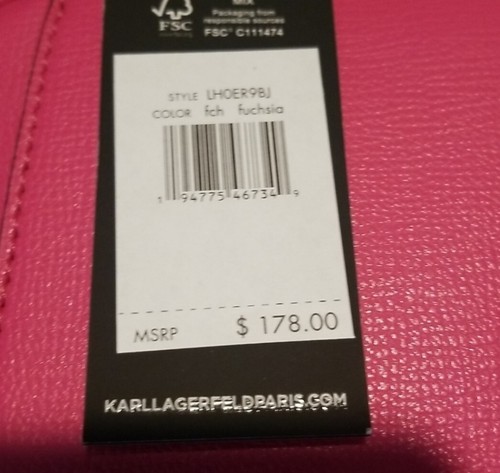 MIX
Packaging from
responsible sources
FSC
FSC® C111474
STYLE LH0ER9BJ
COLOR fch fuchsia
1 94775 46734 9
MSRP $ 178.00
KARLLAGERFELDPARIS.COM